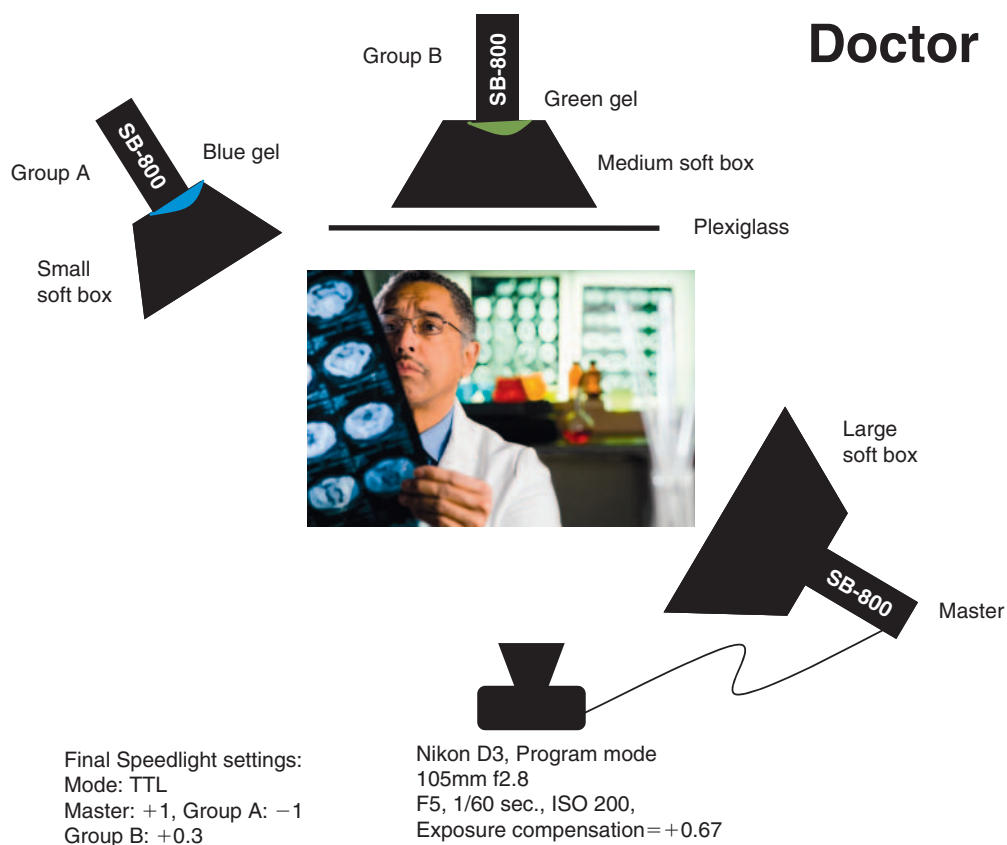 Doctor
Group B
SB-800
Green gel
Medium soft box
Group A
SB-800
Blue gel
Small
soft box
Plexiglass
Large
soft box
SB-800
Master
Final Speedlight settings:
Mode: TTL
Master: +1, Group A: −1
Group B: +0.3
Nikon D3, Program mode
105mm f2.8
F5, 1/60 sec., ISO 200,
Exposure compensation=+0.67